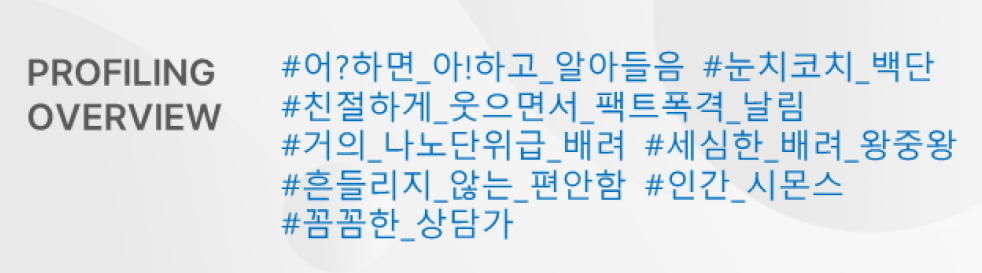 PROFILING
OVERVIEW
#어?하면_아!하고_알아들음 #눈치코치_백단
#친절하게_웃으면서_팩트폭격_날림
#거의_나노단위급_배려 #세심한_배려_왕중왕
#흔들리지_않는_편안함 #인간_시몬스
#꼼꼼한_상담가